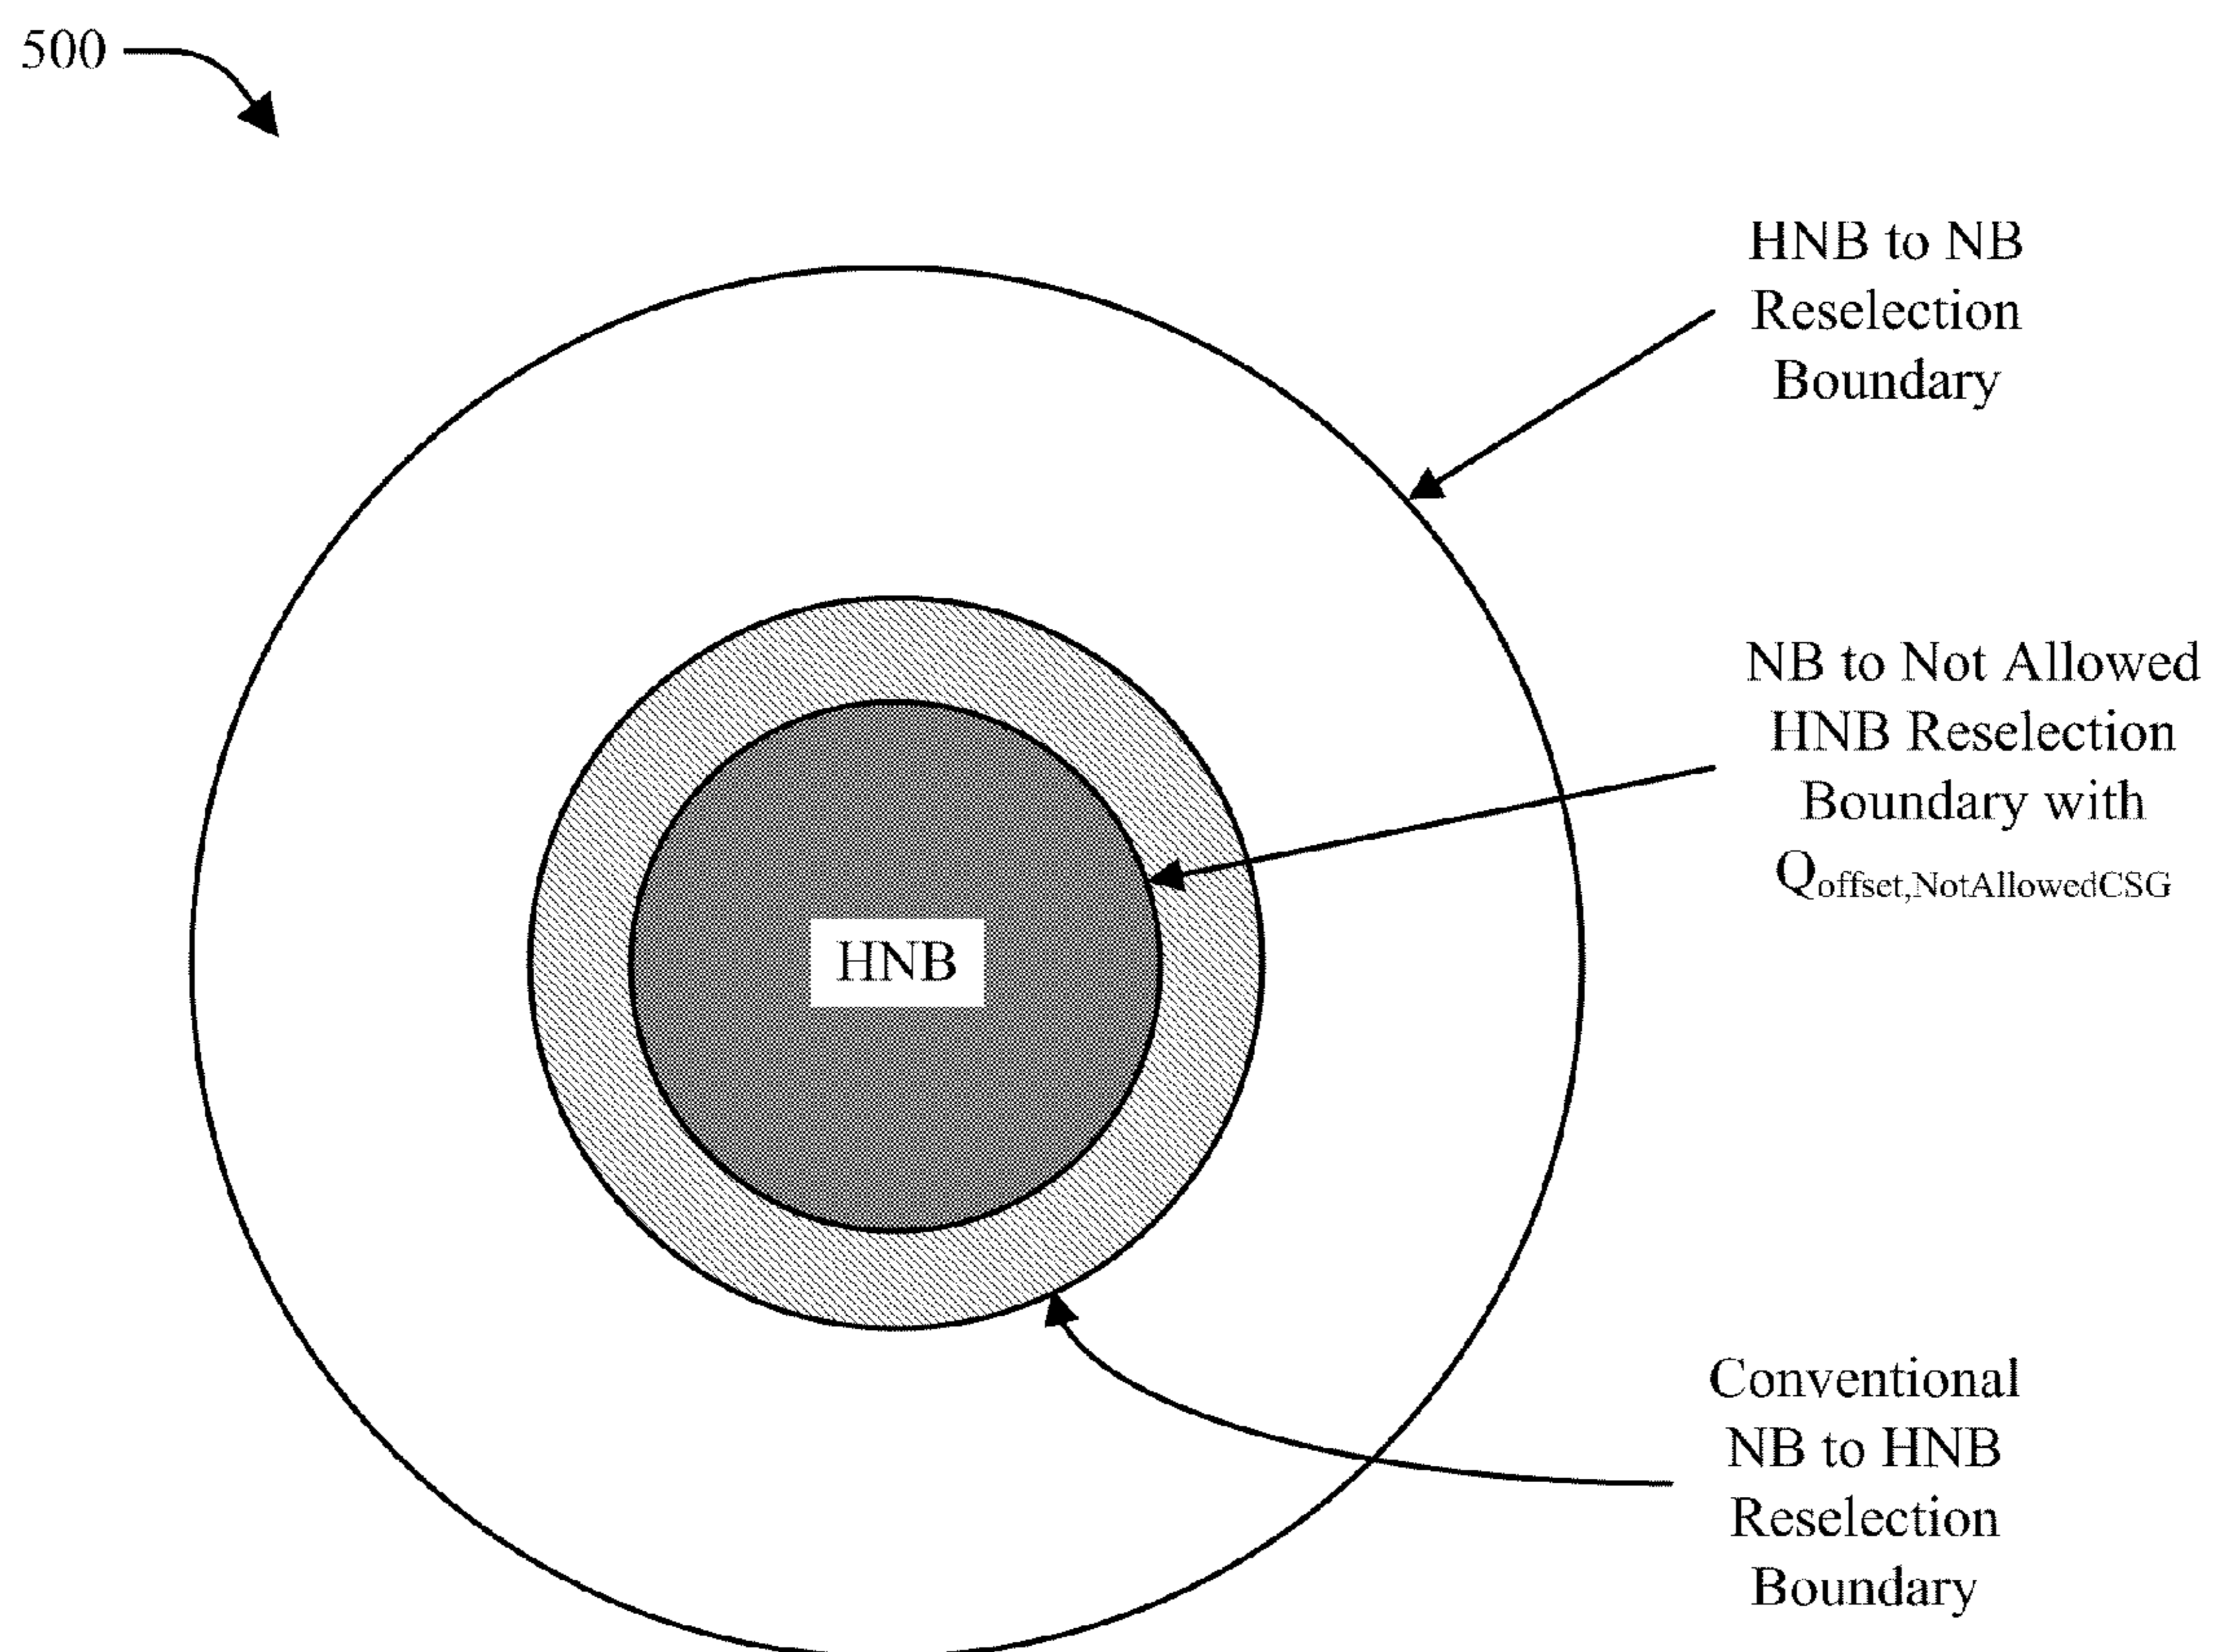 500
HNB to NB
Reselection
Boundary
NB to Not Allowed
HNB Reselection
Boundary with
Qoffset,NotAllowedCSG
HNB
Conventional
NB to HNB
Reselection
Boundary